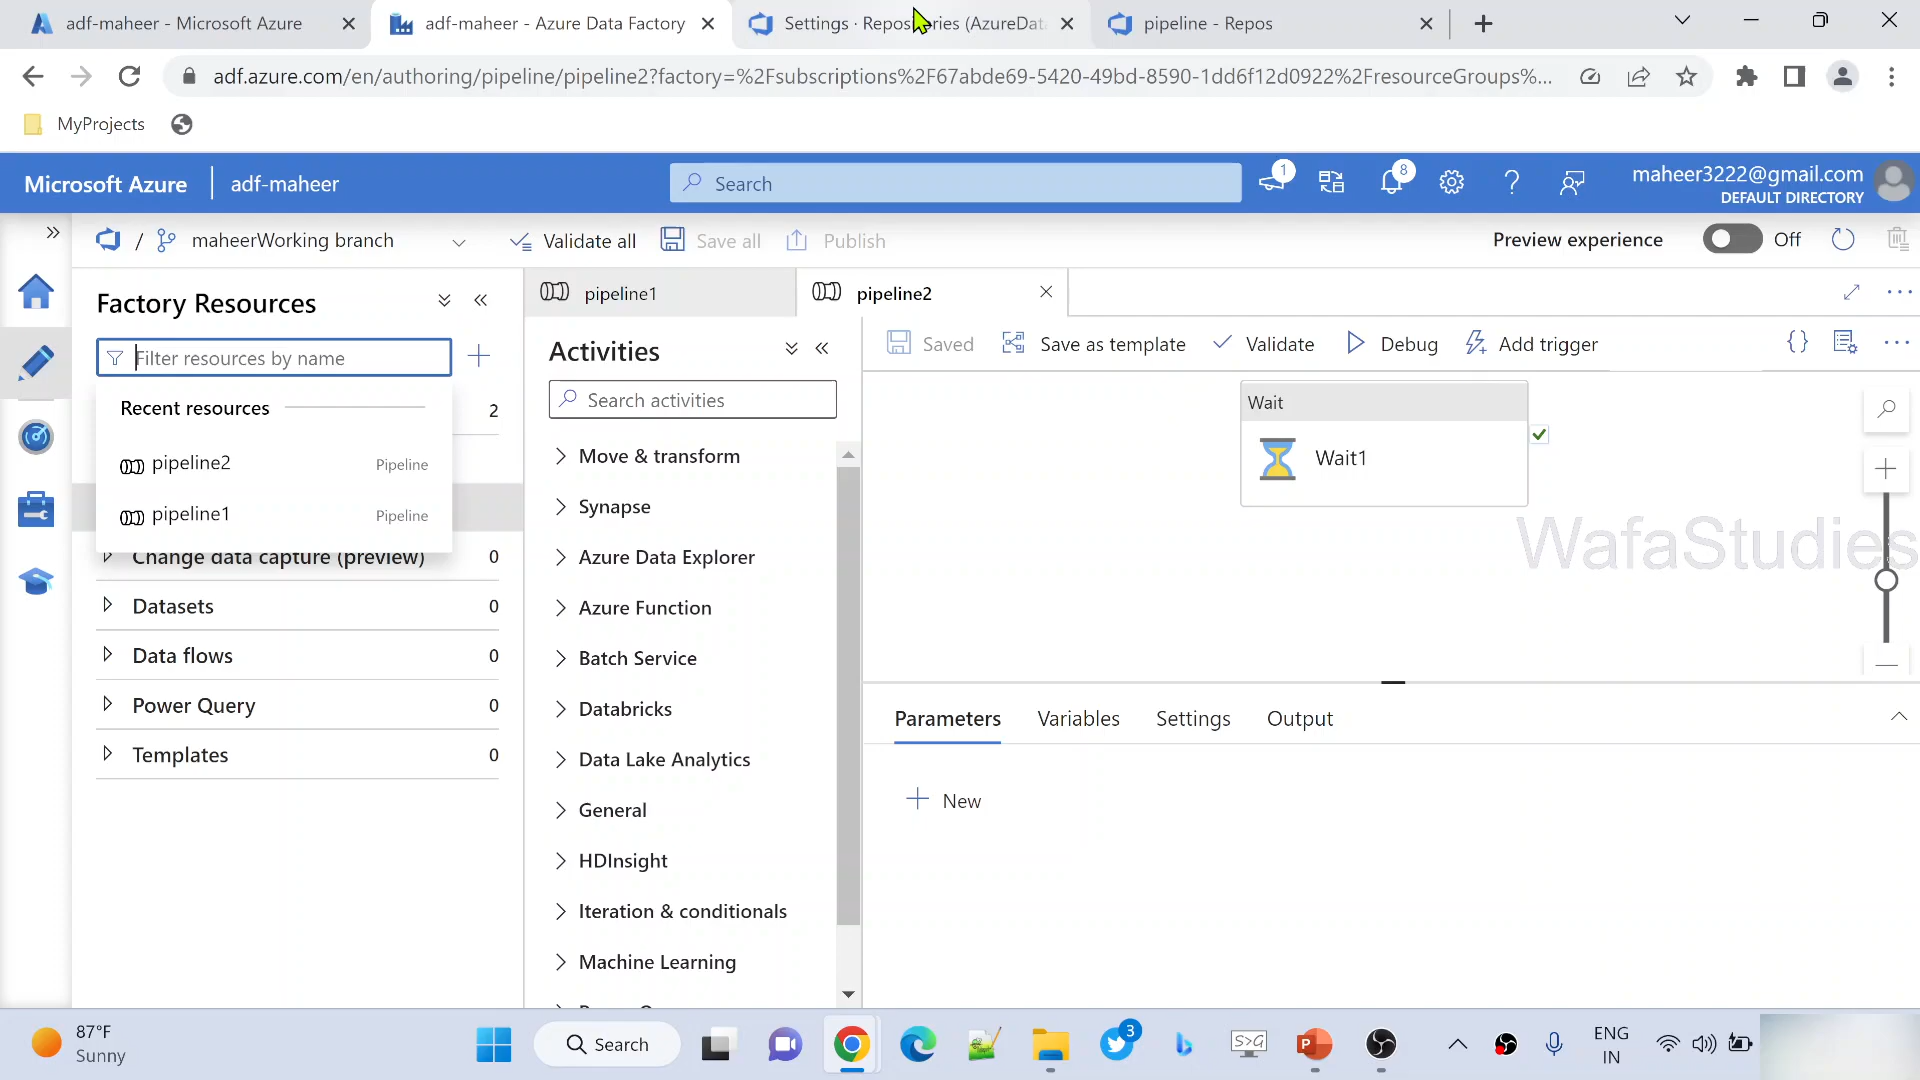 adf-maheer - Microsoft Azure
adf-maheer - Azure Data Factory
Settings · Repositories (AzureData
pipeline - Repos
adf.azure.com/en/authoring/pipeline/pipeline2?factory=%2Fsubscriptions%2F67abde69-5420-49bd-8590-1dd6f12d0922%2FresourceGroups%...
MyProjects
Microsoft Azure
adf-maheer
Search
1
8
maheer3222@gmail.com
DEFAULT DIRECTORY
/
maheerWorking branch
Validate all
Save all
Publish
Preview experience
Off
Factory Resources
Filter resources by name
2
Recent resources
pipeline2
Pipeline
pipeline1
Pipeline
Change data capture (preview)
0
Datasets
0
Data flows
0
Power Query
0
Templates
0
pipeline1
pipeline2
Activities
Search activities
Move & transform
Synapse
Azure Data Explorer
Azure Function
Batch Service
Databricks
Data Lake Analytics
General
HDInsight
Iteration & conditionals
Machine Learning
Saved
Save as template
Validate
Debug
Add trigger
Wait
Wait1
WafaStudies
Parameters
Variables
Settings
Output
New
87°F
Sunny
Search
3
S>G
ENG
IN